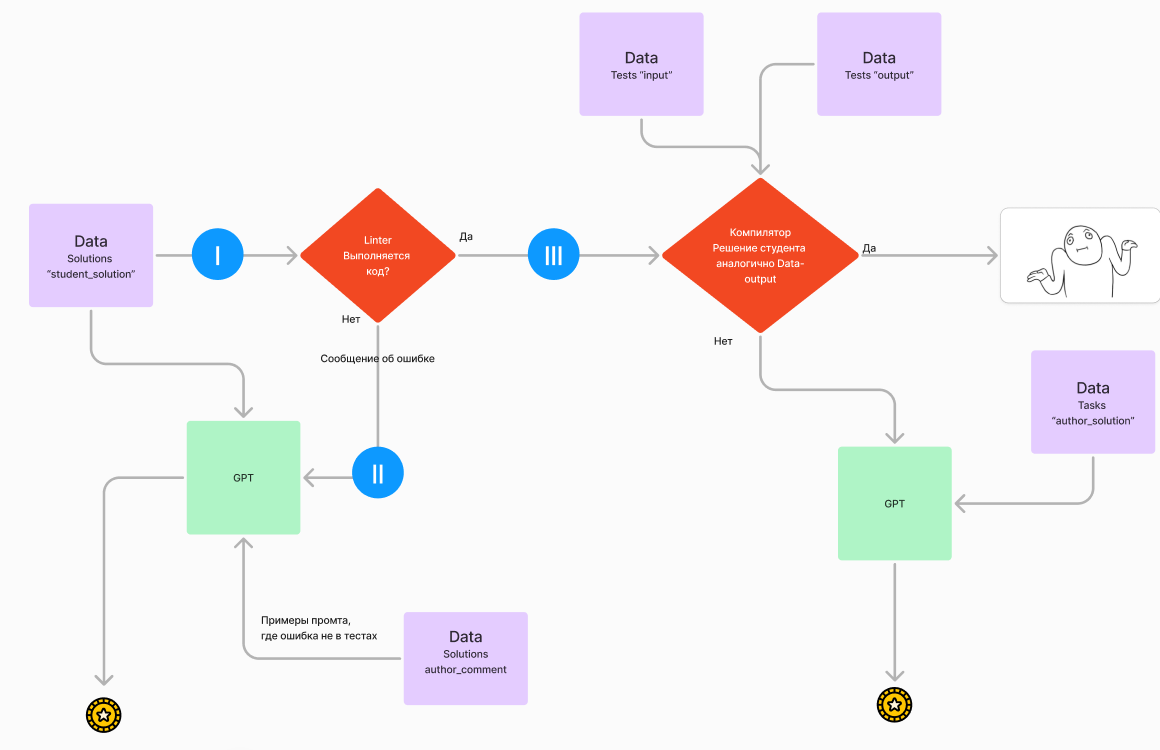 Data
Tests “input”
Data
Tests “output”
Data
Solutions
“student_solution”
I
Linter
Выполняется
код?
Да
III
Компилятор
Решение студента
аналогично Data-
output
Да
Нет
Сообщение об ошибке
Нет
Data
Tasks
“author_solution”
GPT
II
GPT
Примеры промта,
где ошибка не в тестах
Data
Solutions
author_comment